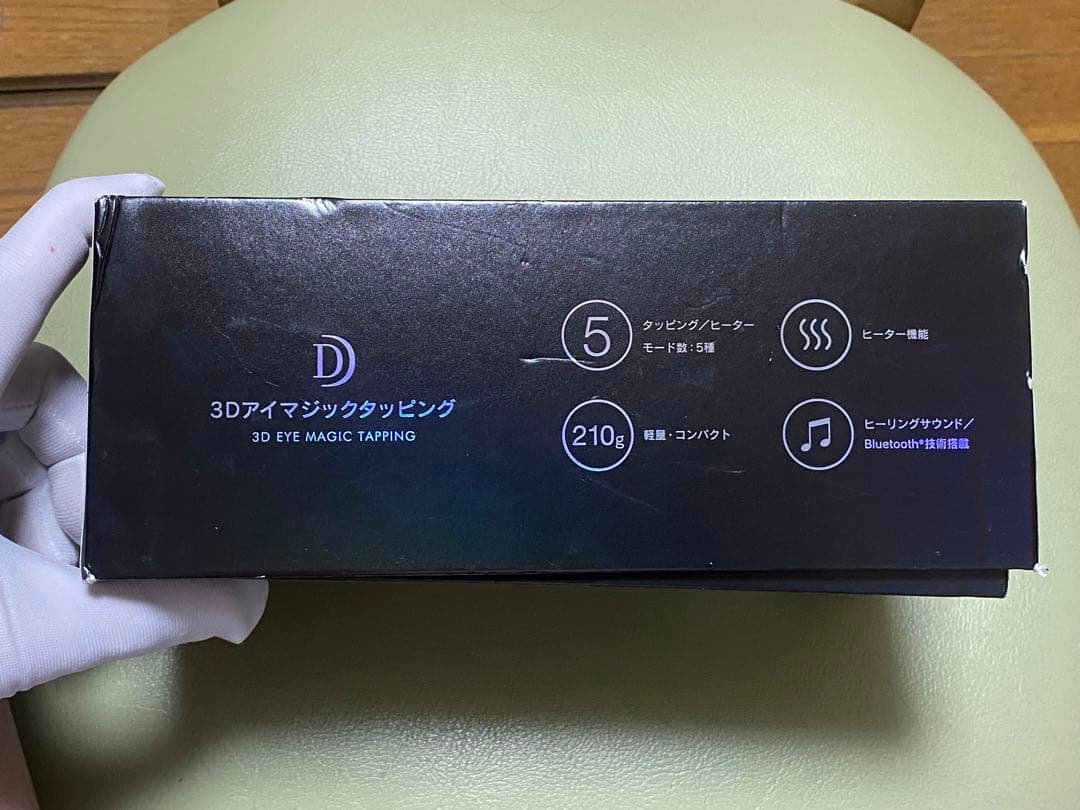 D
3Dアイマジックタッピング
3D EYE MAGIC TAPPING
5
タッピング／ヒーター
モード数：5種
ヒーター機能
210g
軽量・コンパクト
ヒーリングサウンド／
Bluetooth®技術搭載